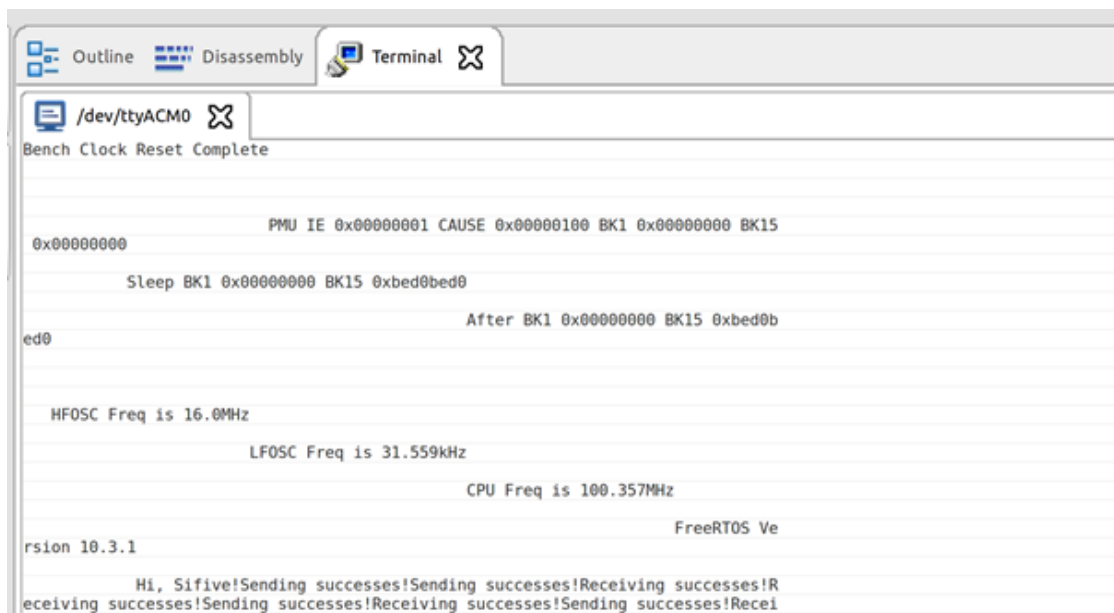 Outline Disassembly Terminal
/dev/ttyACM0
Bench Clock Reset Complete
PMU IE 0x00000001 CAUSE 0x00000100 BK1 0x00000000 BK15
0x00000000
Sleep BK1 0x00000000 BK15 0xbed0bed0
After BK1 0x00000000 BK15 0xbed0b
ed0
HFOSC Freq is 16.0MHz
LFOSC Freq is 31.559kHz
CPU Freq is 100.357MHz
FreeRTOS Ve
rsion 10.3.1
Hi, Sifive!Sending successes!Sending successes!Receiving successes!R
eceiving successes!Sending successes!Receiving successes!Sending successes!Recei